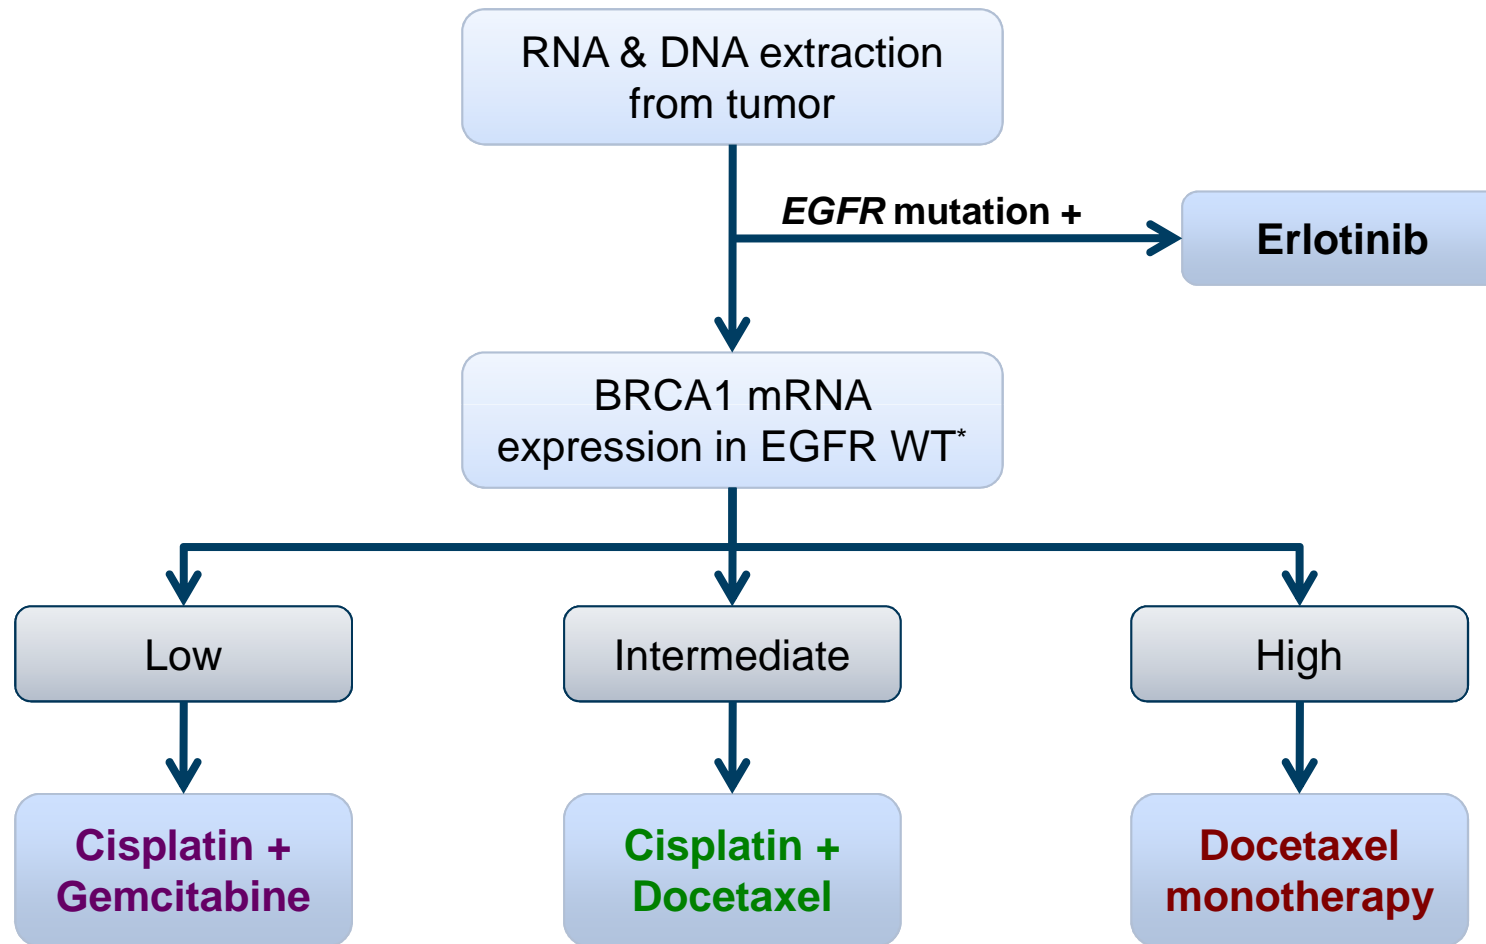 RNA & DNA extraction
from tumor
EGFR mutation +
Erlotinib
BRCA1 mRNA
expression in EGFR WT*
Low
Intermediate
High
Cisplatin +
Gemcitabine
Cisplatin +
Docetaxel
Docetaxel
monotherapy